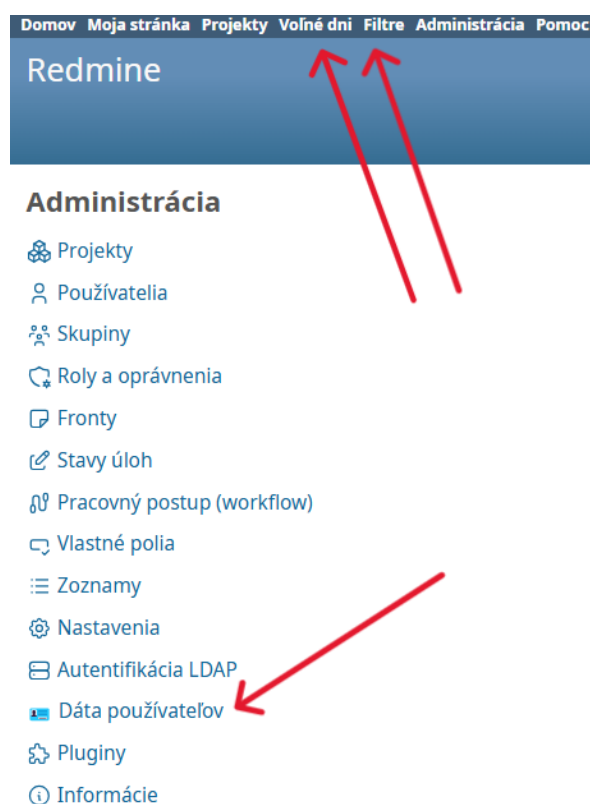 Domov Moja stránka Projekty Voľné dni Filtre Administrácia Pomoc
Redmine
Administrácia
Projekty
Používatelia
Skupiny
Roly a oprávnenia
Fronty
Stavy úloh
Pracovný postup (workflow)
Vlastné polia
Zoznamy
Nastavenia
Autentifikácia LDAP
Dáta používateľov
Pluginy
Informácie